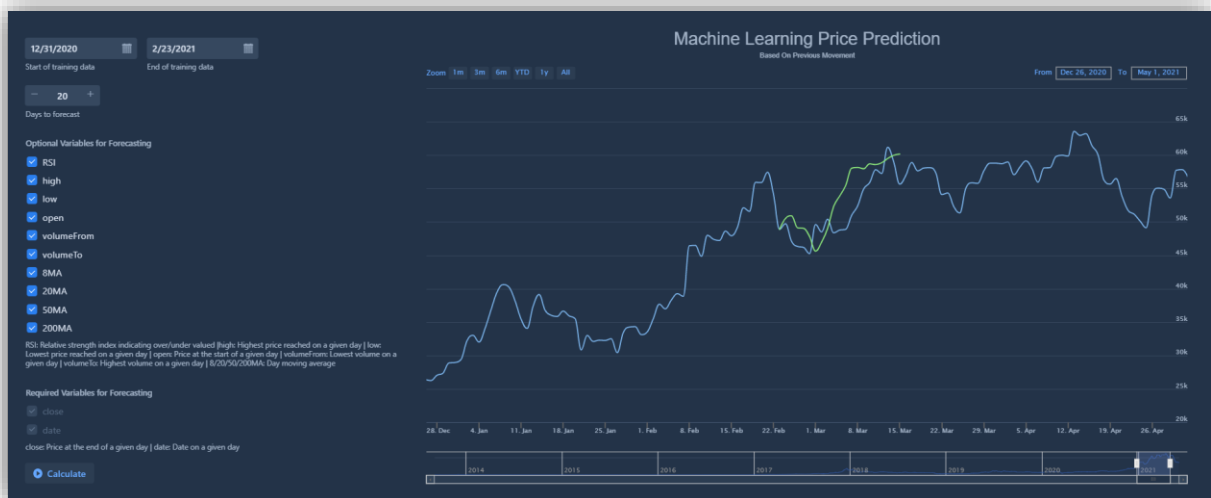 12/31/2020
2/23/2021
Start of training data
End of training data
− 20 +
Days to forecast
Optional Variables for Forecasting
RSI
high
low
open
volumeFrom
volumeTo
8MA
20MA
50MA
200MA
RSI: Relative strength index indicating over/under valued |high: Highest price reached on a given day | low:
Lowest price reached on a given day | open: Price at the start of a given day | volumeFrom: Lowest volume on a
given day | volumeTo: Highest volume on a given day | 8/20/50/200MA: Day moving average
Required Variables for Forecasting
close
date
close: Price at the end of a given day | date: Date on a given day
Calculate
Machine Learning Price Prediction
Based On Previous Movement
Zoom 1m 3m 6m YTD 1y All
From Dec 26, 2020 To May 1, 2021
65k
60k
55k
50k
45k
40k
35k
30k
25k
20k
28. Dec 4. Jan 11. Jan 18. Jan 25. Jan 1. Feb 8. Feb 15. Feb 22. Feb 1. Mar 8. Mar 15. Mar 22. Mar 29. Mar 5. Apr 12. Apr 19. Apr 26. Apr
2014 2015 2016 2017 2018 2019 2020 2021